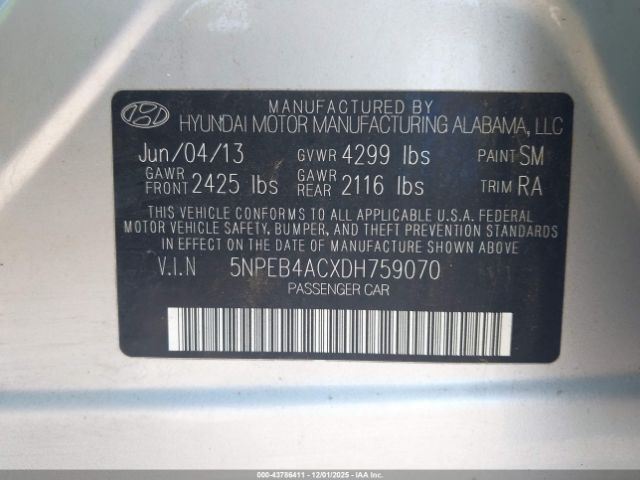 MANUFACTURED BY
HYUNDAI MOTOR MANUFACTURING ALABAMA, LLC
Jun/04/13 GVWR 4299 lbs PAINT SM
GAWR FRONT 2425 lbs GAWR REAR 2116 lbs TRIM RA
THIS VEHICLE CONFORMS TO ALL APPLICABLE U.S.A. FEDERAL
MOTOR VEHICLE SAFETY, BUMPER, AND THEFT PREVENTION STANDARDS
IN EFFECT ON THE DATE OF MANUFACTURE SHOWN ABOVE.
V.I.N 5NPEB4ACXDH759070
PASSENGER CAR
000-43786411 - 12/01/2025 - IAA Inc.